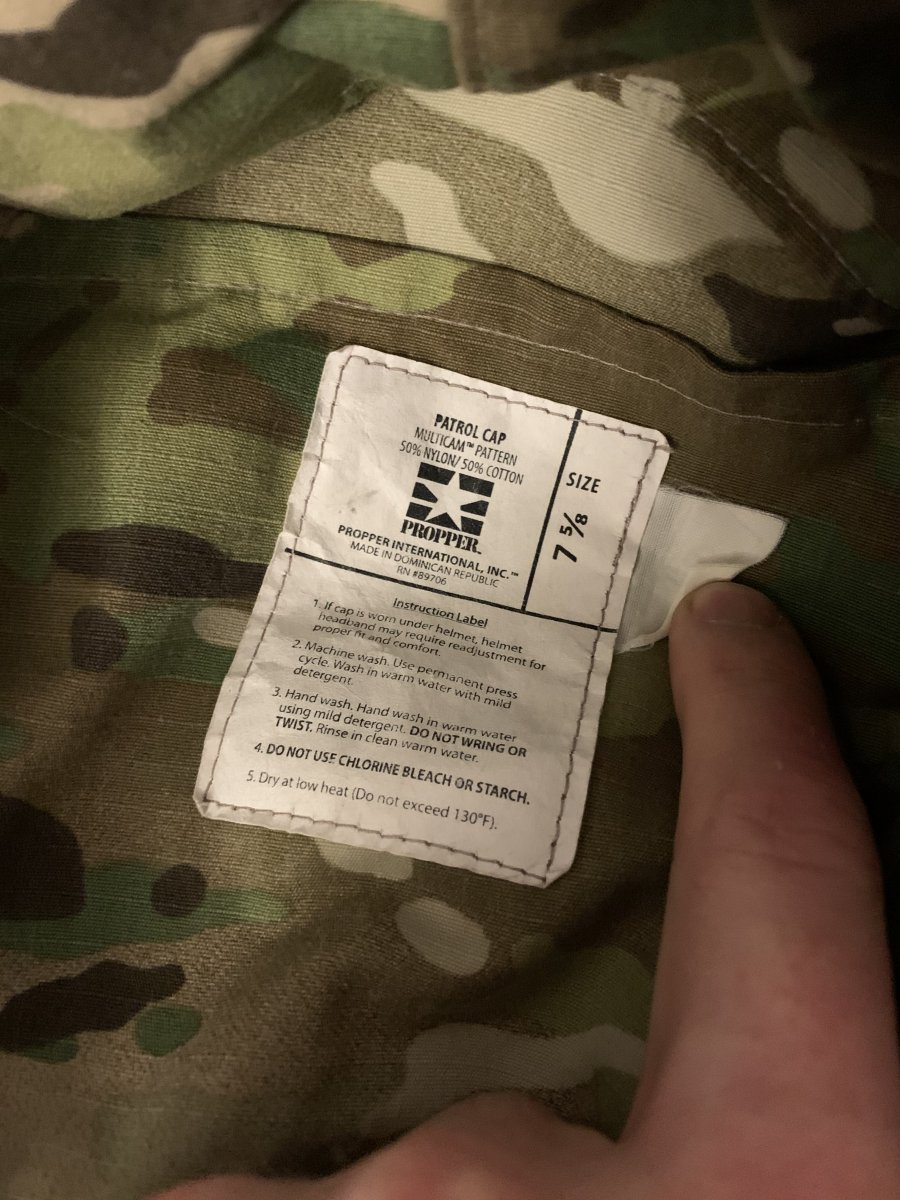 PATROL CAP
MULTICAM™ PATTERN
50% NYLON/ 50% COTTON
PROPPER™
PROPPER INTERNATIONAL, INC.™
MADE IN DOMINICAN REPUBLIC
RN #89706
SIZE
7 5/8
Instruction Label
1. If cap is worn under helmet, helmet
headband may require readjustment for
proper fit and comfort.
2. Machine wash. Use permanent press
cycle. Wash in warm water with mild
detergent.
3. Hand wash. Hand wash in warm water
using mild detergent. DO NOT WRING OR
TWIST. Rinse in clean warm water.
4. DO NOT USE CHLORINE BLEACH OR STARCH.
5. Dry at low heat (Do not exceed 130°F).